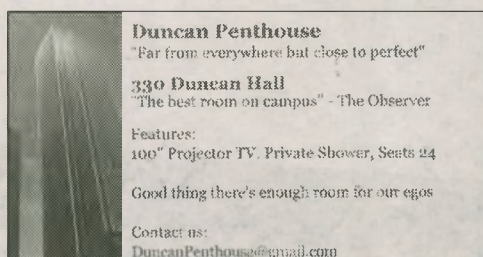 Duncan Penthouse
"Far from everywhere but close to perfect"
330 Duncan Hall
"The best room on campus" - The Observer
Features:
100" Projector TV, Private Shower, Seats 24
Good thing there's enough room for our egos
Contact us:
DuncanPenthouse@gmail.com